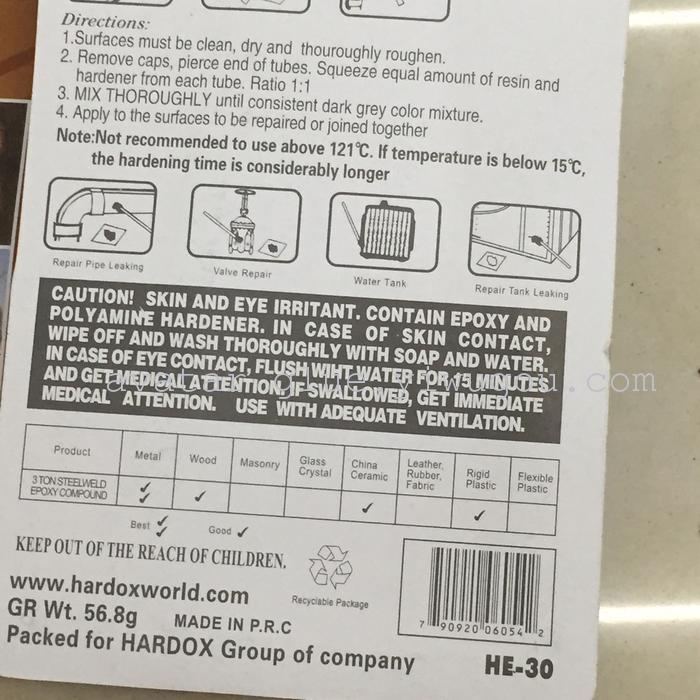 Directions:
1.Surfaces must be clean, dry and thouroughly roughen.
2. Remove caps, pierce end of tubes. Squeeze equal amount of resin and
hardener from each tube. Ratio 1:1
3. MIX THOROUGHLY until consistent dark grey color mixture.
4. Apply to the surfaces to be repaired or joined together
Note:Not recommended to use above 121℃. If temperature is below 15℃,
the hardening time is considerably longer
Repair Pipe Leaking
Valve Repair
Water Tank
Repair Tank Leaking
CAUTION! SKIN AND EYE IRRITANT. CONTAIN EPOXY AND
POLYAMINE HARDENER. IN CASE OF SKIN CONTACT,
WIPE OFF AND WASH THOROUGHLY WITH SOAP AND WATER.
IN CASE OF EYE CONTACT, FLUSH WIHT WATER FOR 15 MINUTES
AND GET MEDICAL ATTENTION, IF SWALLOWED, GET IMMEDIATE
MEDICAL ATTENTION. USE WITH ADEQUATE VENTILATION.
Product Metal Wood Masonry Glass Crystal China Ceramic Leather, Rubber, Fabric Rigid Plastic Flexible Plastic
3 TON STEELWELD
EPOXY COMPOUND
Best Good
KEEP OUT OF THE REACH OF CHILDREN.
www.hardoxworld.com
Recyclable Package
GR Wt. 56.8g MADE IN P.R.C
7 90920 06054 2
Packed for HARDOX Group of company
HE-30